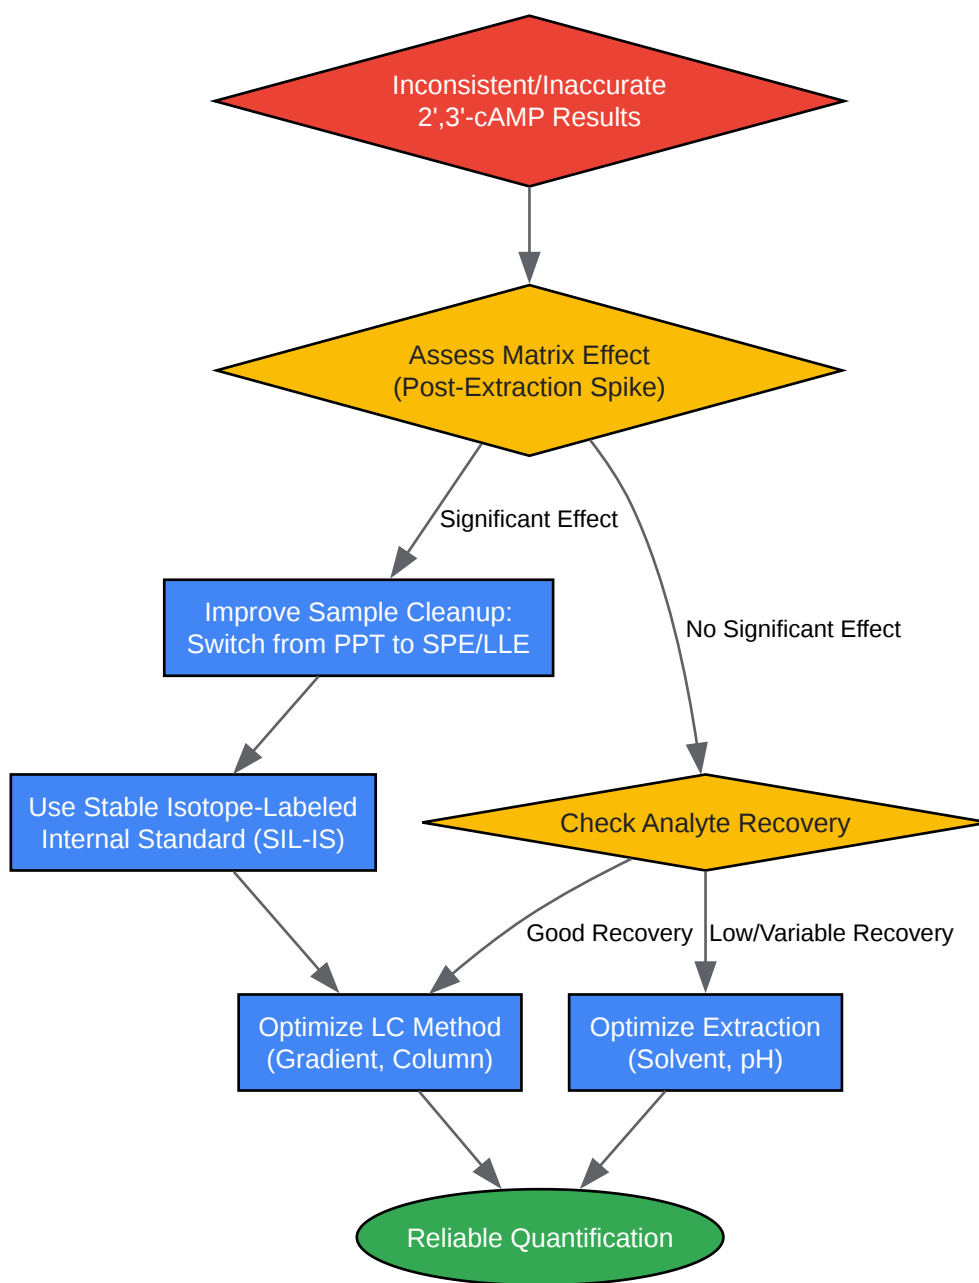 Inconsistent/Inaccurate
2',3'-cAMP Results
Assess Matrix Effect
(Post-Extraction Spike)
Significant Effect
Improve Sample Cleanup:
Switch from PPT to SPE/LLE
No Significant Effect
Use Stable Isotope-Labeled
Internal Standard (SIL-IS)
Check Analyte Recovery
Good Recovery
Low/Variable Recovery
Optimize LC Method
(Gradient, Column)
Optimize Extraction
(Solvent, pH)
Reliable Quantification